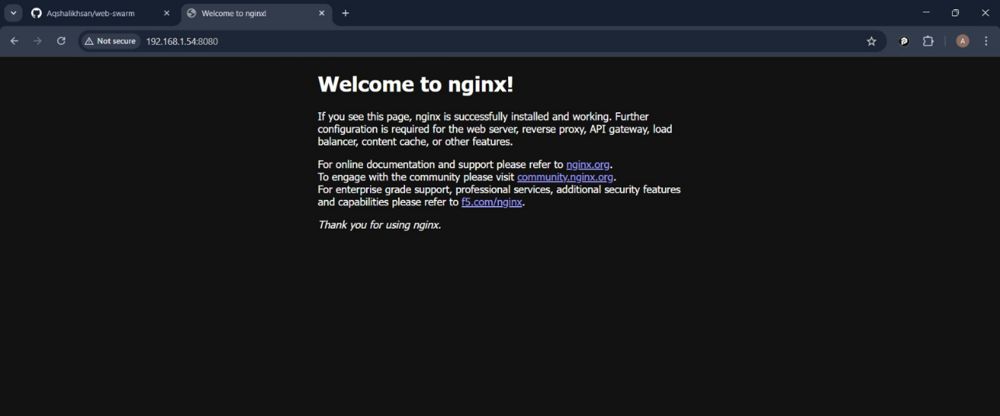 Aqshalikhsan/web-swarm
Welcome to nginx!
Not secure
192.168.1.54:8080
A
Welcome to nginx!
If you see this page, nginx is successfully installed and working. Further
configuration is required for the web server, reverse proxy, API gateway, load
balancer, content cache, or other features.
For online documentation and support please refer to nginx.org.
To engage with the community please visit community.nginx.org.
For enterprise grade support, professional services, additional security features
and capabilities please refer to f5.com/nginx.
Thank you for using nginx.